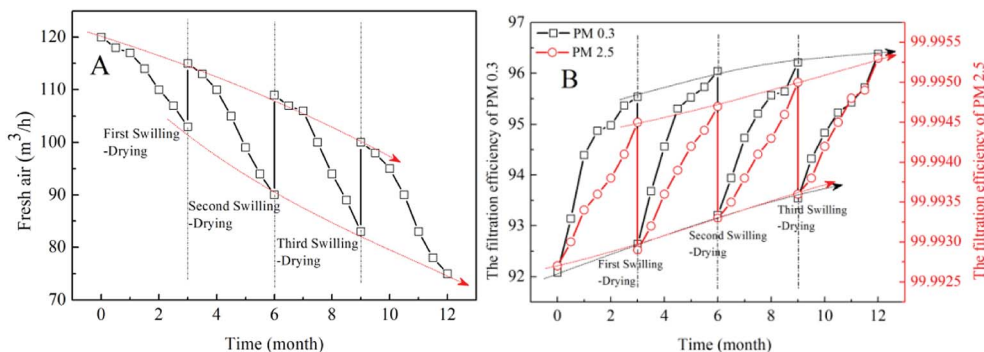 A
Fresh air (m³/h)
120
110
100
90
80
70
First Swilling
-Drying
Second Swilling
-Drying
Third Swilling
-Drying
0 2 4 6 8 10 12
Time (month)
B
PM 0.3
PM 2.5
The filtration efficiency of PM 0.3
97
96
95
94
93
92
The filtration efficiency of PM 2.5
99.9955
99.9950
99.9945
99.9940
99.9935
99.9930
99.9925
First Swilling
-Drying
Second Swilling
-Drying
Third Swilling
-Drying
0 2 4 6 8 10 12
Time (month)